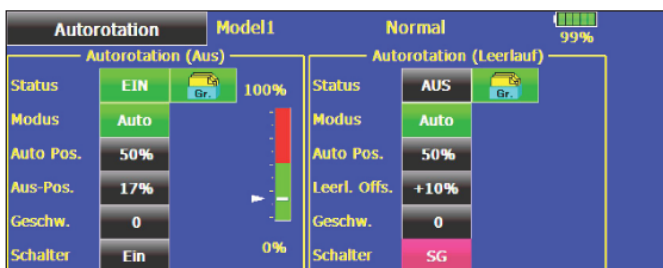 Autorotation Model1 Normal 99%
Autorotation (Aus)
Status EIN Gr. 100%
Modus Auto
Auto Pos. 50%
Aus-Pos. 17%
Geschw. 0
Schalter Ein 0%
Autorotation (Leerlauf)
Status AUS Gr.
Modus Auto
Auto Pos. 50%
Leerl. Offs. +10%
Geschw. 0
Schalter SG